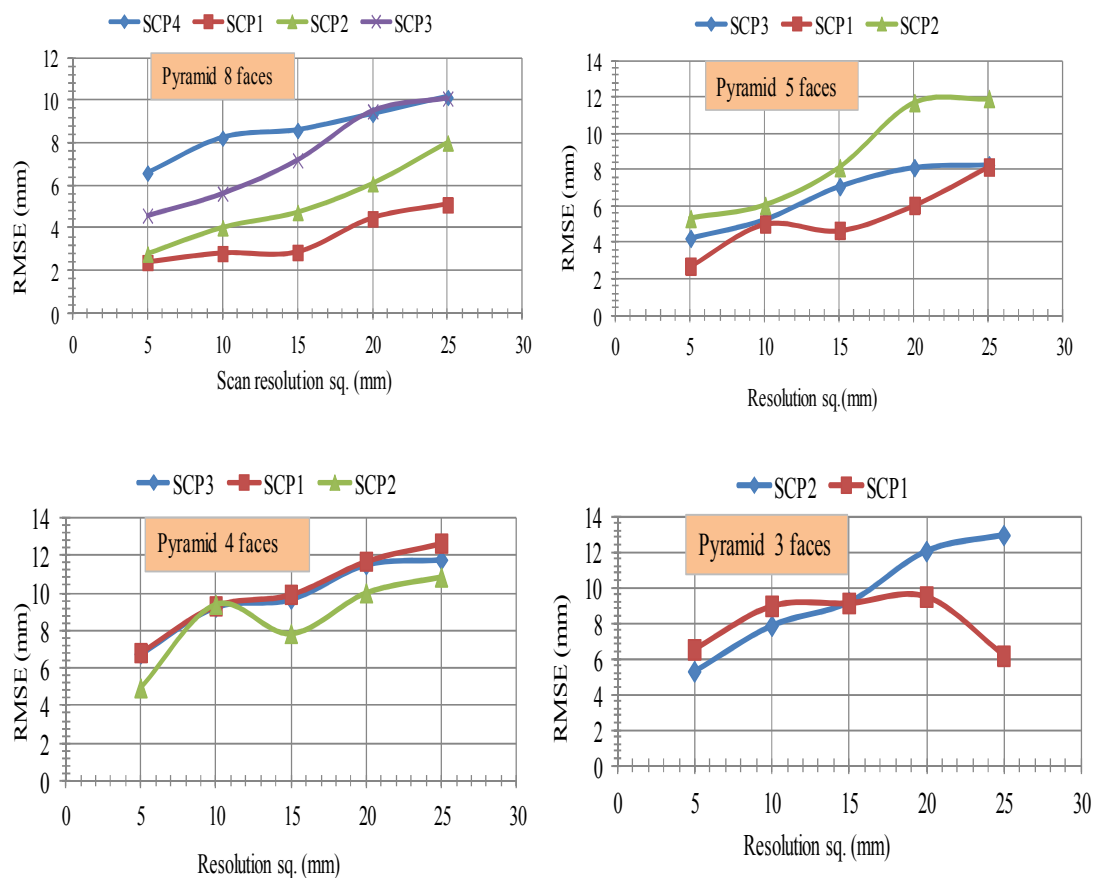 SCP4 SCP1 SCP2 SCP3
Pyramid 8 faces
RMSE (mm)
12
10
8
6
4
2
0
0 5 10 15 20 25 30
Scan resolution sq. (mm)
SCP3 SCP1 SCP2
Pyramid 5 faces
RMSE (mm)
14
12
10
8
6
4
2
0
0 5 10 15 20 25 30
Resolution sq.(mm)
SCP3 SCP1 SCP2
Pyramid 4 faces
RMSE (mm)
14
12
10
8
6
4
2
0
0 5 10 15 20 25 30
Resolution sq. (mm)
SCP2 SCP1
Pyramid 3 faces
RMSE (mm)
14
12
10
8
6
4
2
0
0 5 10 15 20 25 30
Resolution sq. (mm)